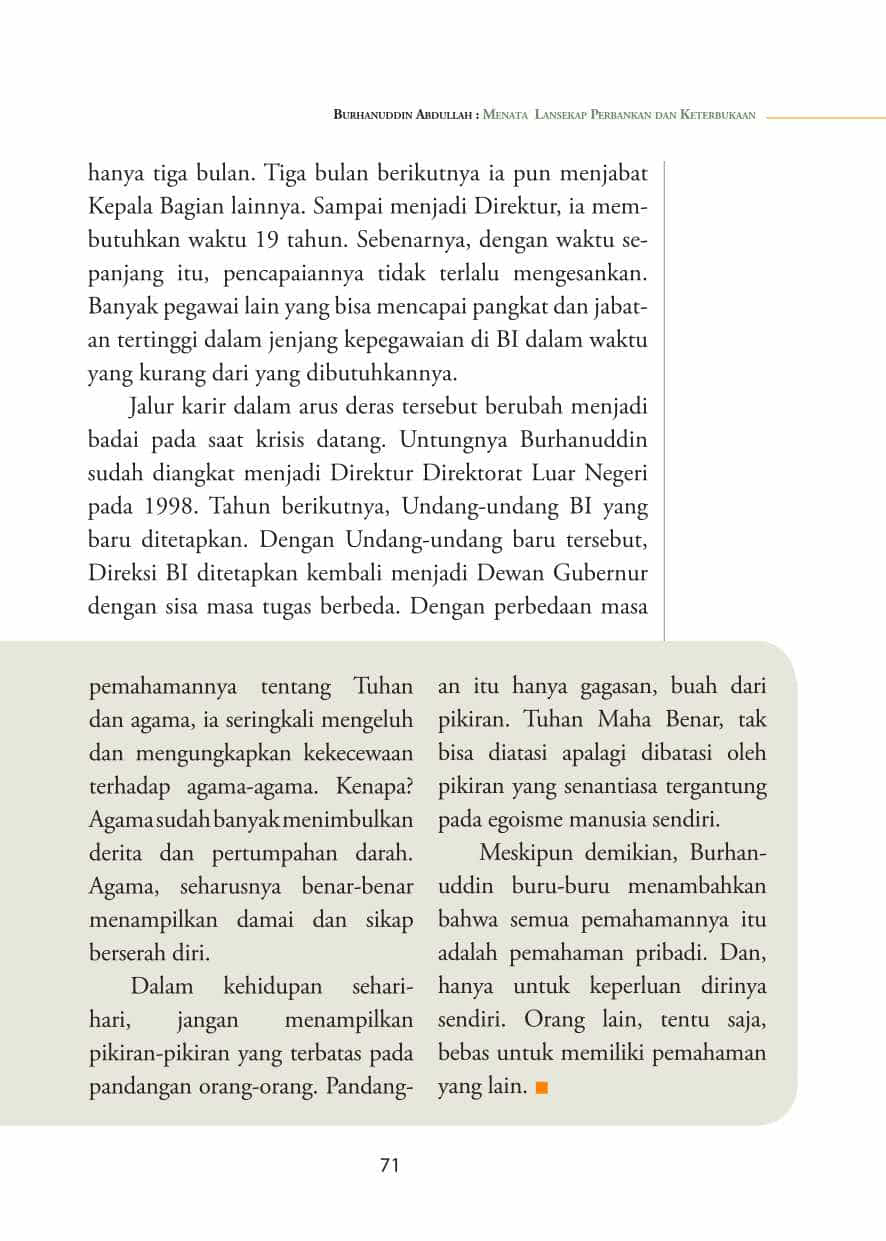 Burhanuddin Abdullah : Menata Lansekap Perbankan dan Keterbukaan
hanya tiga bulan. Tiga bulan berikutnya ia pun menjabat
Kepala Bagian lainnya. Sampai menjadi Direktur, ia mem-
butuhkan waktu 19 tahun. Sebenarnya, dengan waktu se-
panjang itu, pencapaiannya tidak terlalu mengesankan.
Banyak pegawai lain yang bisa mencapai pangkat dan jabat-
an tertinggi dalam jenjang kepegawaian di BI dalam waktu
yang kurang dari yang dibutuhkannya.
Jalur karir dalam arus deras tersebut berubah menjadi
badai pada saat krisis datang. Untungnya Burhanuddin
sudah diangkat menjadi Direktur Direktorat Luar Negeri
pada 1998. Tahun berikutnya, Undang-undang BI yang
baru ditetapkan. Dengan Undang-undang baru tersebut,
Direksi BI ditetapkan kembali menjadi Dewan Gubernur
dengan sisa masa tugas berbeda. Dengan perbedaan masa
pemahamannya tentang Tuhan
dan agama, ia seringkali mengeluh
dan mengungkapkan kekecewaan
terhadap agama-agama. Kenapa?
Agama sudah banyak menimbulkan
derita dan pertumpahan darah.
Agama, seharusnya benar-benar
menampilkan damai dan sikap
berserah diri.
Dalam kehidupan sehari-
hari, jangan menampilkan
pikiran-pikiran yang terbatas pada
pandangan orang-orang. Pandang-
an itu hanya gagasan, buah dari
pikiran. Tuhan Maha Benar, tak
bisa diatasi apalagi dibatasi oleh
pikiran yang senantiasa tergantung
pada egoisme manusia sendiri.
Meskipun demikian, Burhan-
uddin buru-buru menambahkan
bahwa semua pemahamannya itu
adalah pemahaman pribadi. Dan,
hanya untuk keperluan dirinya
sendiri. Orang lain, tentu saja,
bebas untuk memiliki pemahaman
yang lain.
71